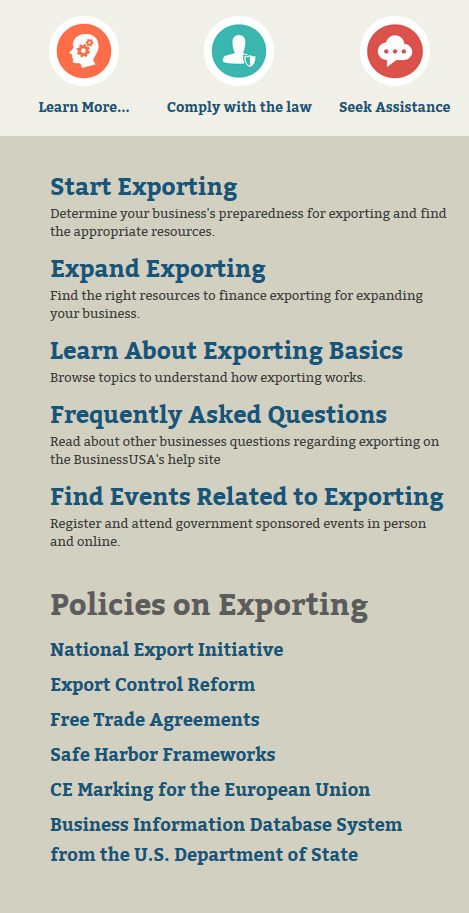 Learn More...
Comply with the law
Seek Assistance
Start Exporting
Determine your business's preparedness for exporting and find
the appropriate resources.
Expand Exporting
Find the right resources to finance exporting for expanding
your business.
Learn About Exporting Basics
Browse topics to understand how exporting works.
Frequently Asked Questions
Read about other businesses questions regarding exporting on
the BusinessUSA's help site
Find Events Related to Exporting
Register and attend government sponsored events in person
and online.
Policies on Exporting
National Export Initiative
Export Control Reform
Free Trade Agreements
Safe Harbor Frameworks
CE Marking for the European Union
Business Information Database System
from the U.S. Department of State